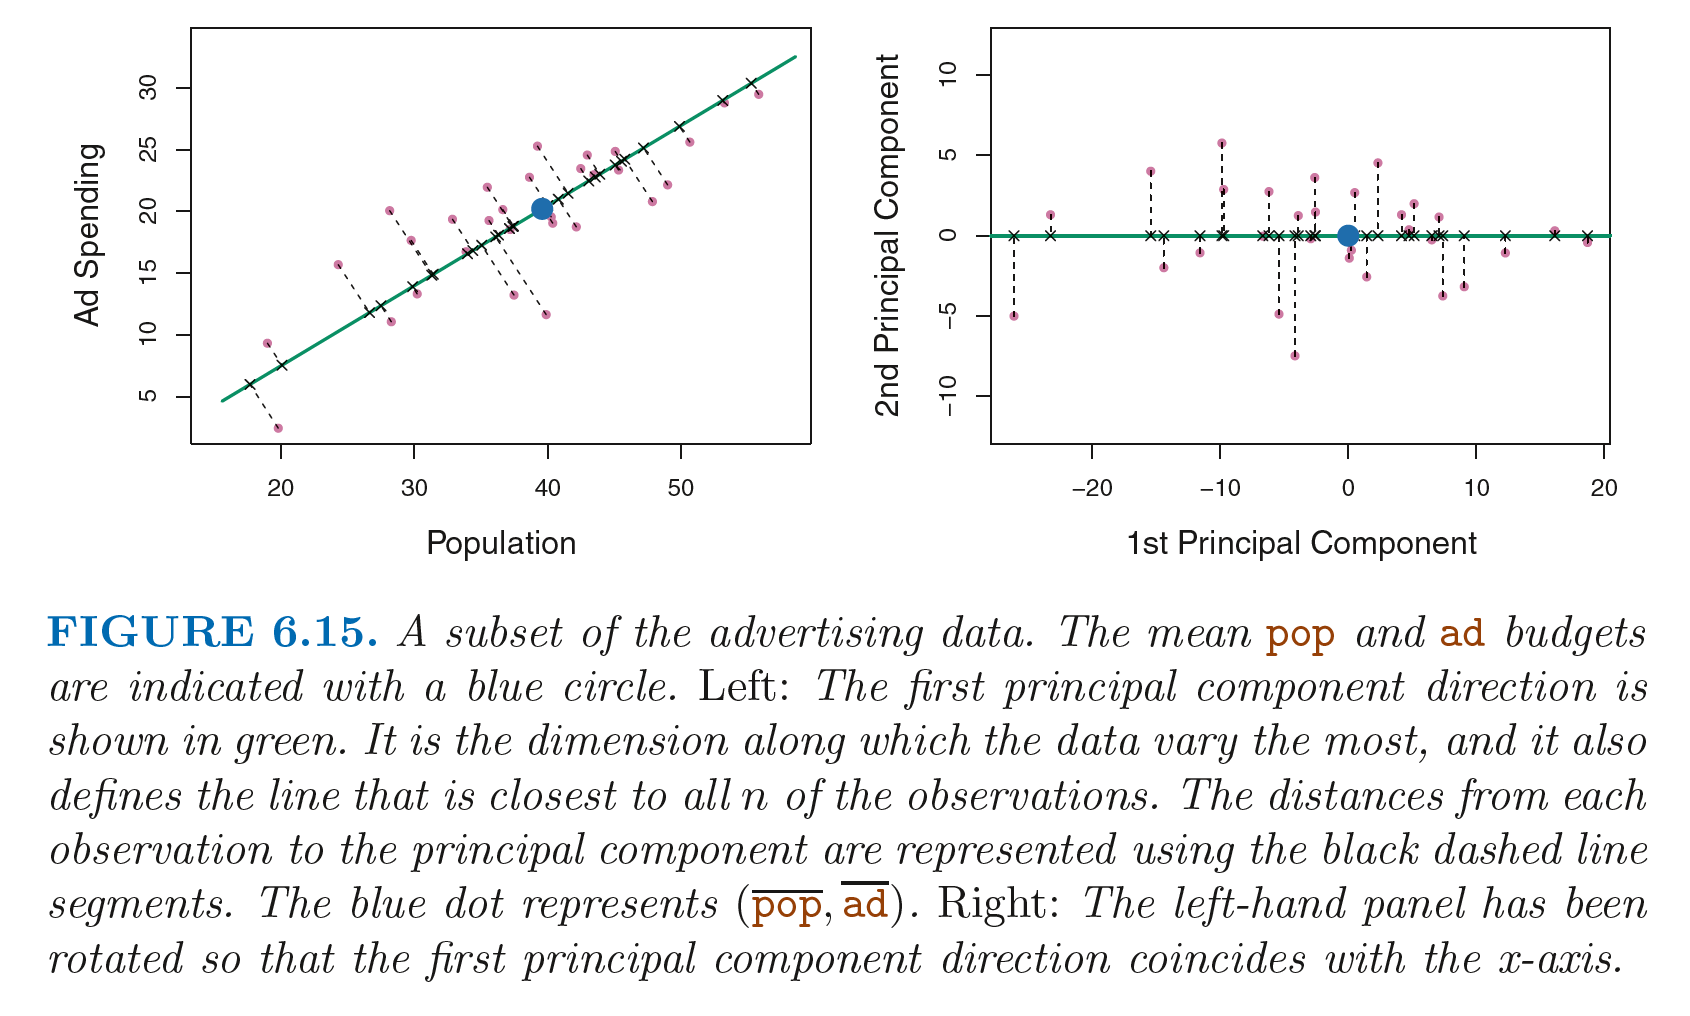 Ad Spending
30
25
20
15
10
5
20 30 40 50
Population
2nd Principal Component
10
5
0
−5
−10
−20 −10 0 10 20
1st Principal Component
FIGURE 6.15. A subset of the advertising data. The mean pop and ad budgets
are indicated with a blue circle. Left: The first principal component direction is
shown in green. It is the dimension along which the data vary the most, and it also
defines the line that is closest to all n of the observations. The distances from each
observation to the principal component are represented using the black dashed line
segments. The blue dot represents (p̅o̅p̅, a̅d̅). Right: The left-hand panel has been
rotated so that the first principal component direction coincides with the x-axis.